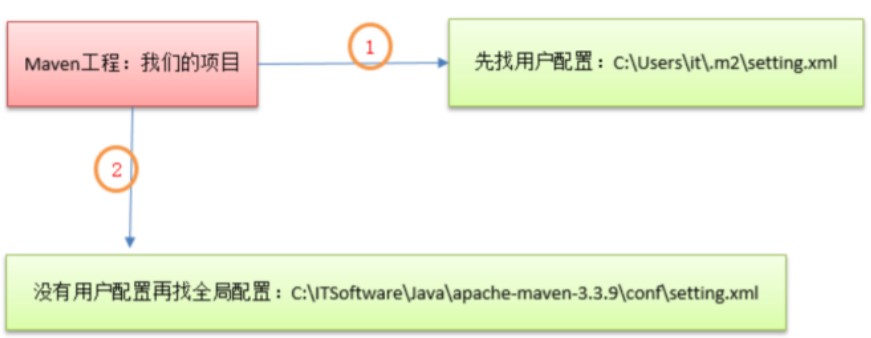 Maven工程：我们的项目
1
先找用户配置：C:\Users\it\.m2\setting.xml
2
没有用户配置再找全局配置：C:\ITSoftware\Java\apache-maven-3.3.9\conf\setting.xml